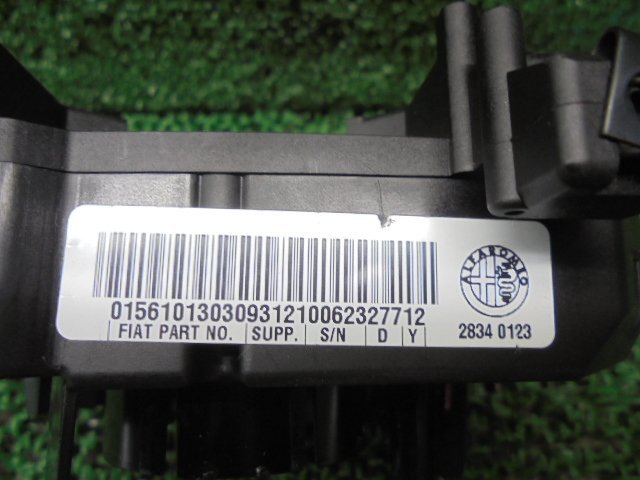 ALFA ROMEO
01561013030931210062327712
FIAT PART NO. SUPP. S/N D Y
2834 0123